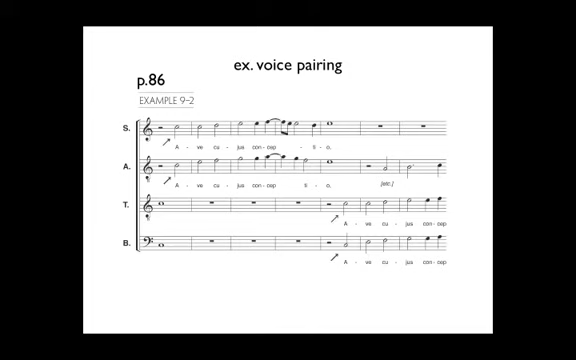 ex. voice pairing
p.86
EXAMPLE 9–2
S.
A - ve cu - jus con-cep - ti - o,
A.
A - ve cu - jus con-cep ti - o, [etc.]
T.
A - ve cu - jus con-cep
B.
A - ve cu - jus con-cep